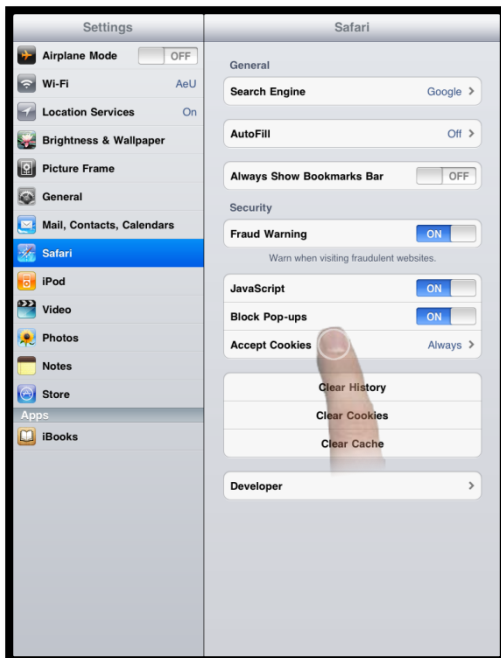 Settings
Airplane Mode OFF
Wi-Fi AeU
Location Services On
Brightness & Wallpaper
Picture Frame
General
Mail, Contacts, Calendars
Safari
iPod
Video
Photos
Notes
Store
Apps
iBooks
Safari
General
Search Engine Google >
AutoFill Off >
Always Show Bookmarks Bar OFF
Security
Fraud Warning ON
Warn when visiting fraudulent websites.
JavaScript ON
Block Pop-ups ON
Accept Cookies Always >
Clear History
Clear Cookies
Clear Cache
Developer >